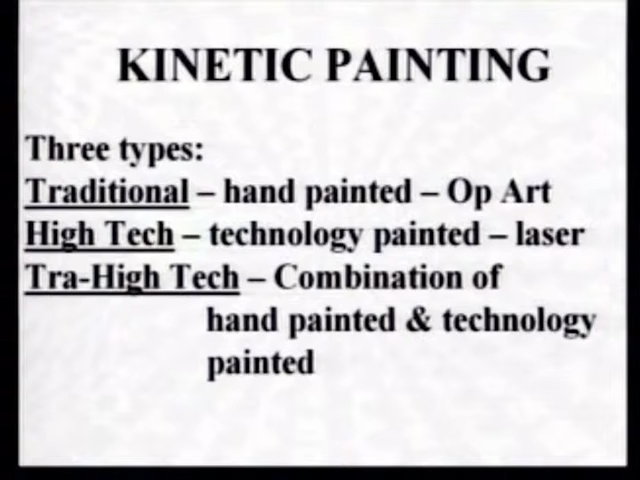 KINETIC PAINTING
Three types:
Traditional – hand painted – Op Art
High Tech – technology painted – laser
Tra-High Tech – Combination of
hand painted & technology
painted